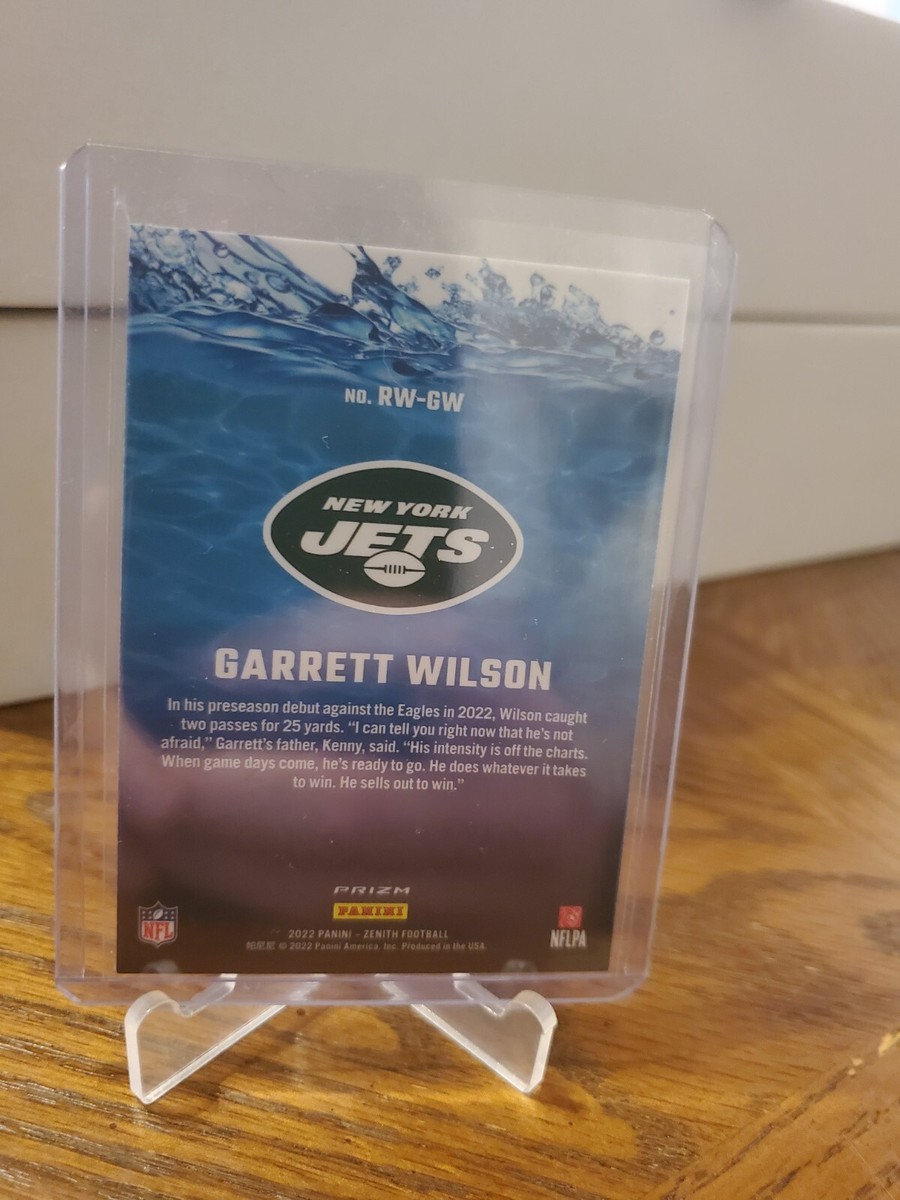 NO. RW-GW
NEW YORK
JETS
GARRETT WILSON
In his preseason debut against the Eagles in 2022, Wilson caught
two passes for 25 yards. “I can tell you right now that he’s not
afraid,” Garrett’s father, Kenny, said. “His intensity is off the charts.
When game days come, he’s ready to go. He does whatever it takes
to win. He sells out to win.”
PRIZM
PANINI
NFL
2022 PANINI – ZENITH FOOTBALL
帕尼尼 © 2022 Panini America, Inc. Produced in the USA.
NFLPA